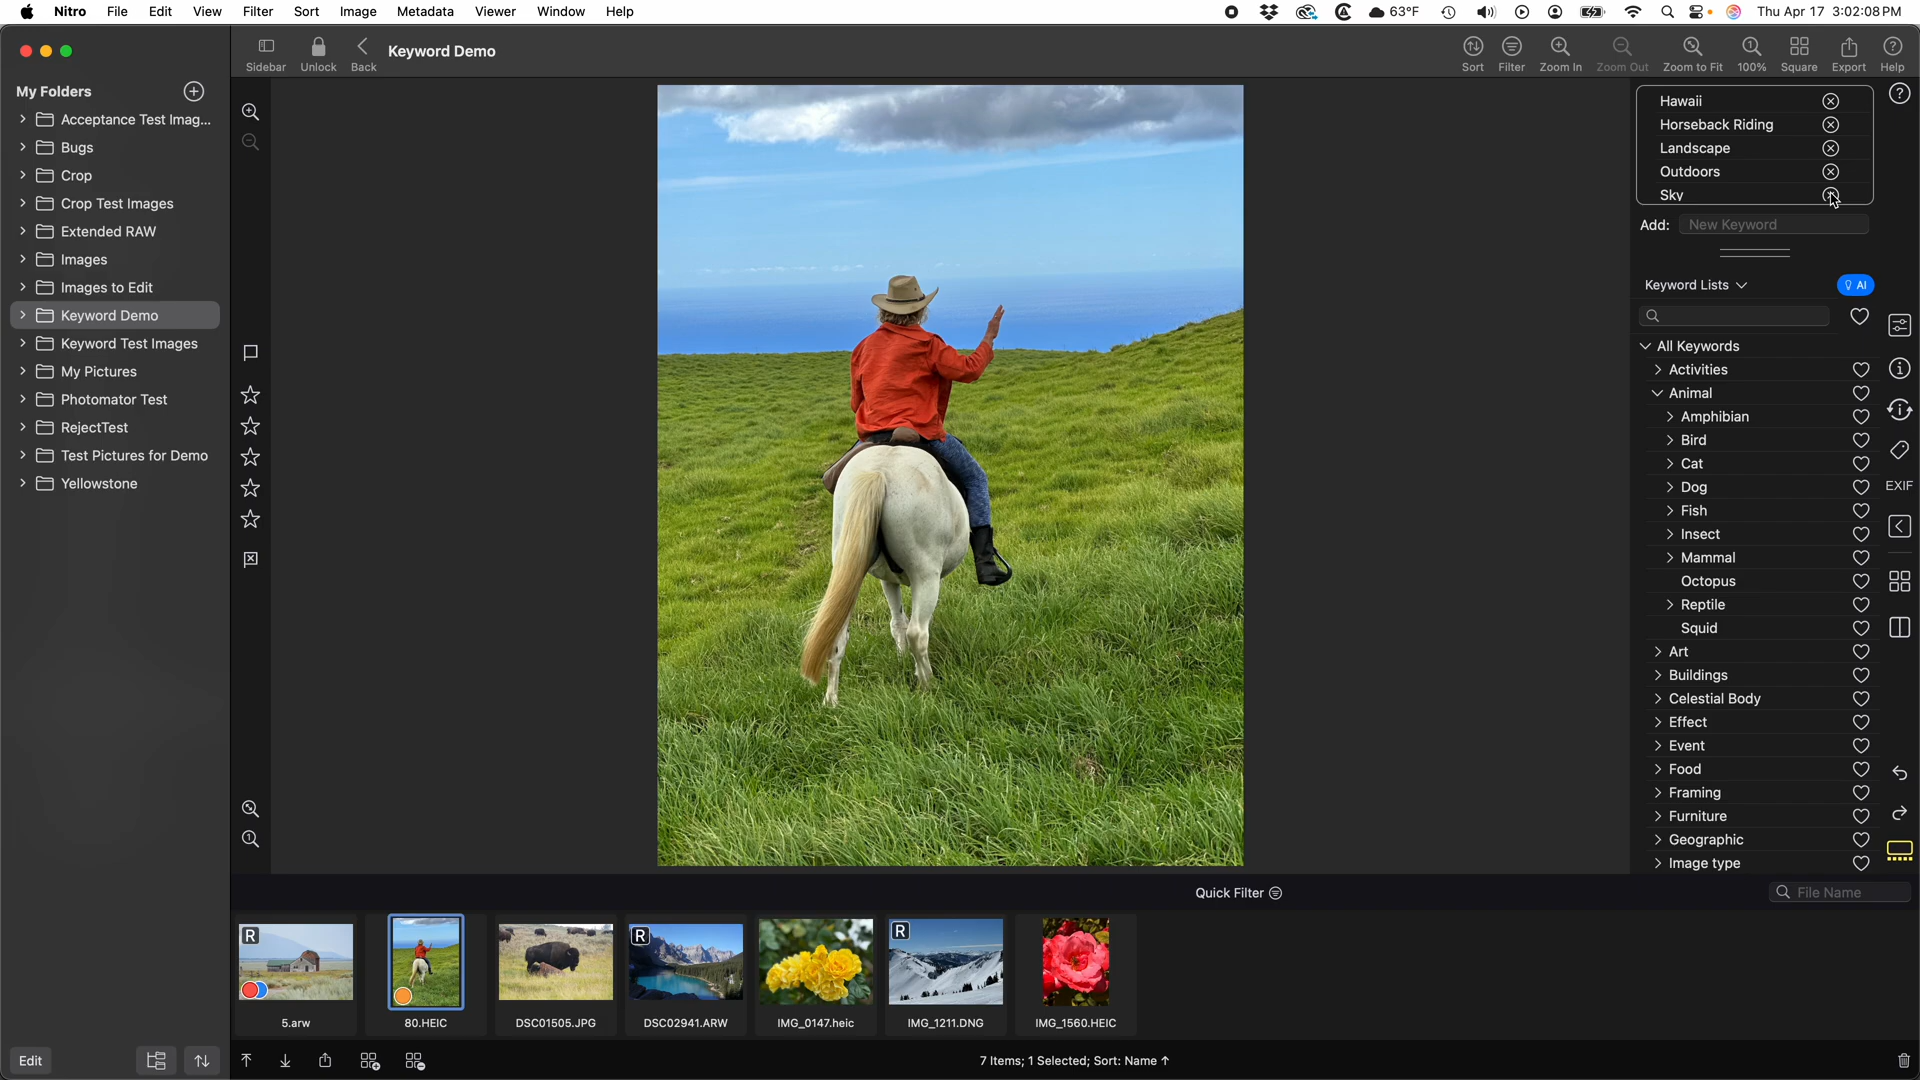 Nitro File Edit View Filter Sort Image Metadata Viewer Window Help 63°F Thu Apr 17 3:02:08 PM
Sidebar Unlock Back Keyword Demo Sort Filter Zoom In Zoom Out Zoom to Fit 100% Square Export Help
My Folders
Acceptance Test Imag...
Bugs
Crop
Crop Test Images
Extended RAW
Images
Images to Edit
Keyword Demo
Keyword Test Images
My Pictures
Photomator Test
RejectTest
Test Pictures for Demo
Yellowstone
Edit
Hawaii
Horseback Riding
Landscape
Outdoors
Sky
Add: New Keyword
Keyword Lists AI
All Keywords
Activities
Animal
Amphibian
Bird
Cat
Dog
Fish
Insect
Mammal
Octopus
Reptile
Squid
Art
Buildings
Celestial Body
Effect
Event
Food
Framing
Furniture
Geographic
Image type
EXIF
Quick Filter File Name
R R R
5.arw 80.HEIC DSC01505.JPG DSC02941.ARW IMG_0147.heic IMG_1211.DNG IMG_1560.HEIC
7 Items; 1 Selected; Sort: Name ↑